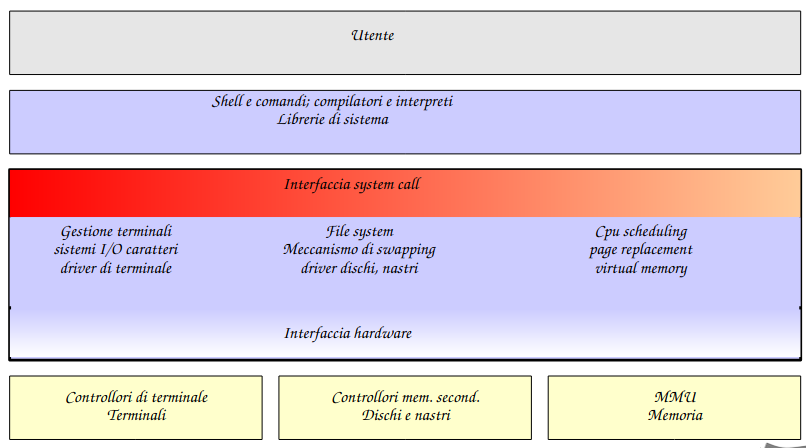 Utente
Shell e comandi; compilatori e interpreti
Librerie di sistema
Interfaccia system call
Gestione terminali
sistemi I/O caratteri
driver di terminale
File system
Meccanismo di swapping
driver dischi, nastri
Cpu scheduling
page replacement
virtual memory
Interfaccia hardware
Controllori di terminale
Terminali
Controllori mem. second.
Dischi e nastri
MMU
Memoria